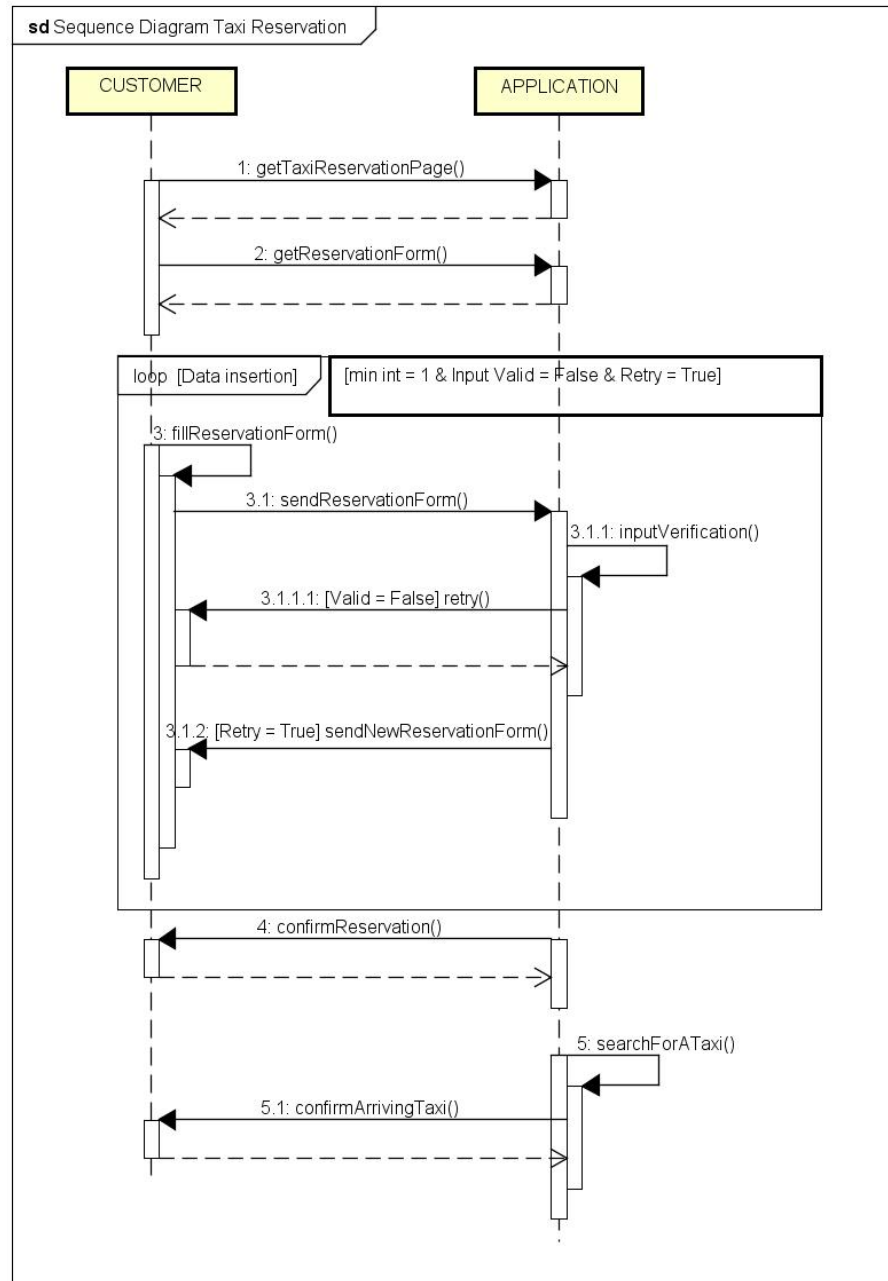 sd Sequence Diagram Taxi Reservation
CUSTOMER
APPLICATION
1: getTaxiReservationPage()
2: getReservationForm()
loop [Data insertion]
[min int = 1 & Input Valid = False & Retry = True]
3: fillReservationForm()
3.1: sendReservationForm()
3.1.1: inputVerification()
3.1.1.1: [Valid = False] retry()
3.1.2: [Retry = True] sendNewReservationForm()
4: confirmReservation()
5: searchForATaxi()
5.1: confirmArrivingTaxi()